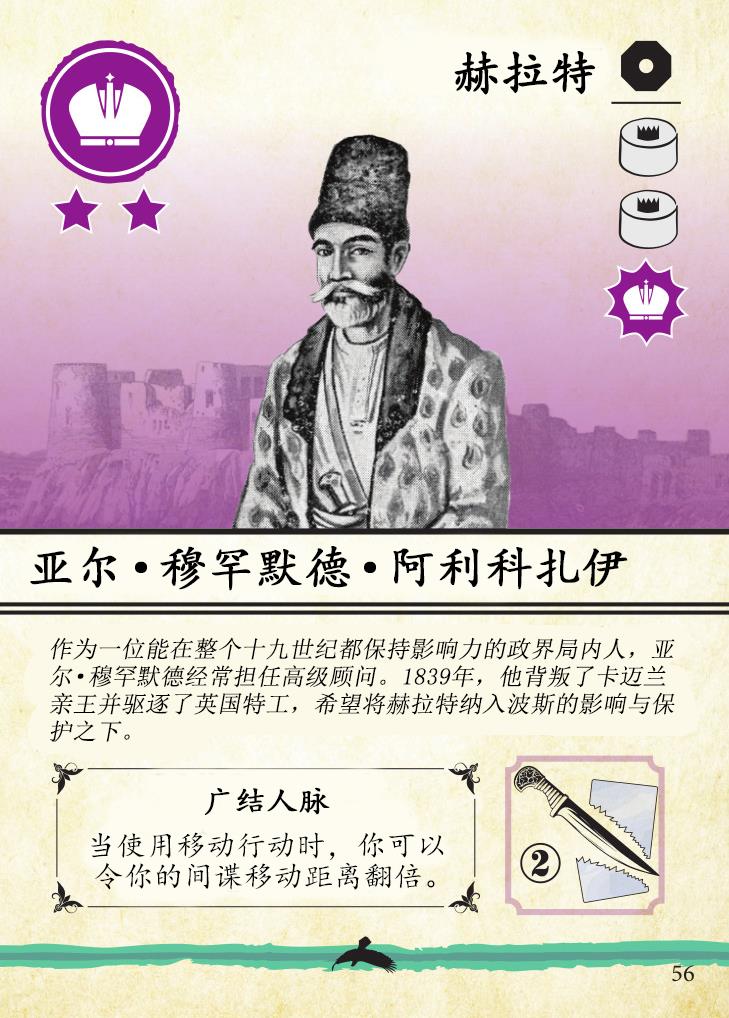 赫拉特
亚尔·穆罕默德·阿利科扎伊
作为一位能在整个十九世纪都保持影响力的政界局内人，亚
尔·穆罕默德经常担任高级顾问。1839年，他背叛了卡迈兰
亲王并驱逐了英国特工，希望将赫拉特纳入波斯的影响与保
护之下。
广结人脉
当使用移动行动时，你可以
令你的间谍移动距离翻倍。
2
56